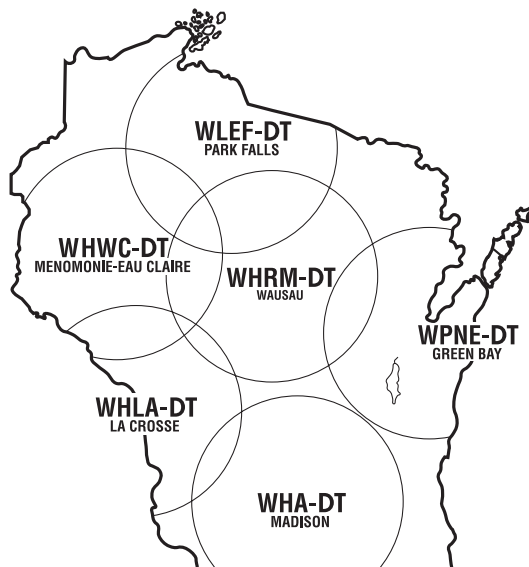 WLEF-DT
PARK FALLS
WHWC-DT
MENOMONIE-EAU CLAIRE
WHRM-DT
WAUSAU
WPNE-DT
GREEN BAY
WHLA-DT
LA CROSSE
WHA-DT
MADISON